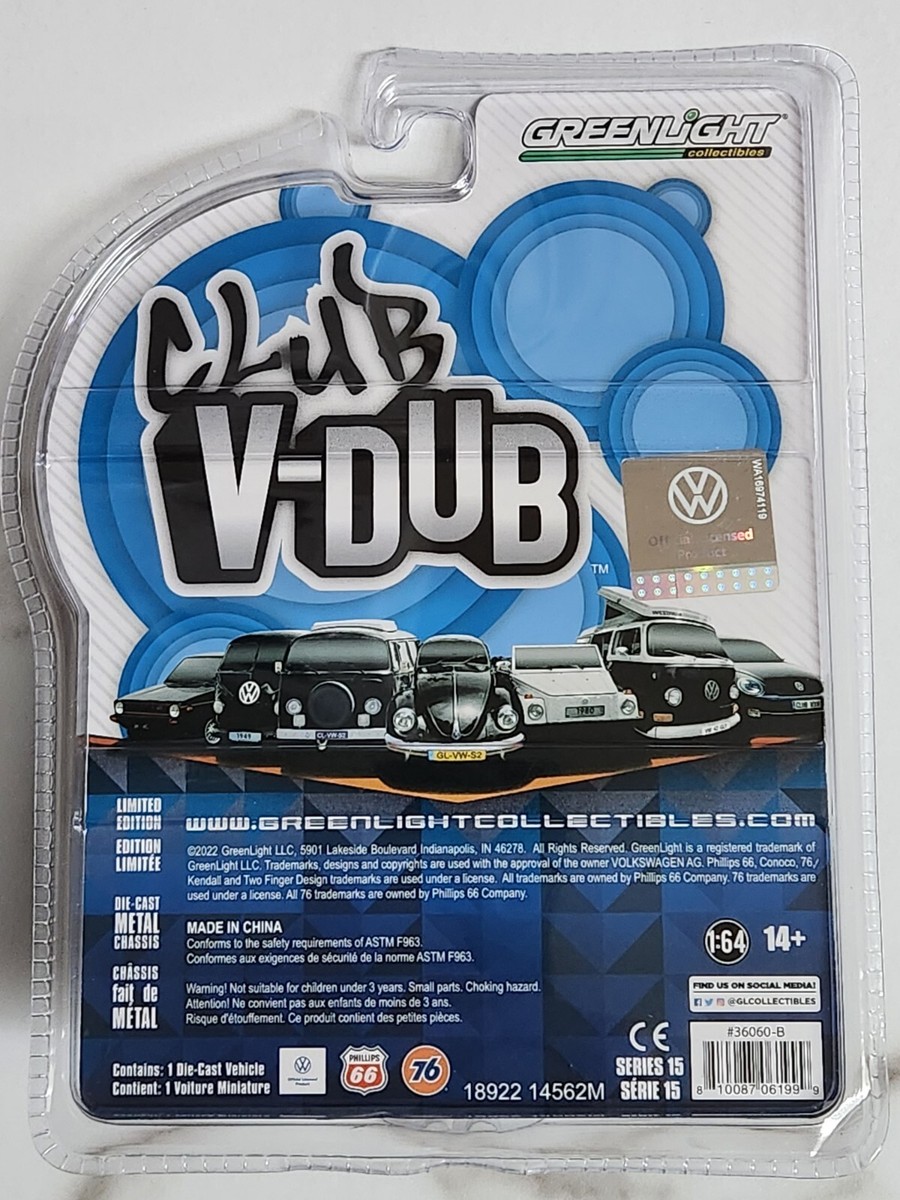 GREENLiGHT®
collectibles
CLuB
V-DUB
TM
WA16974119
Official Licensed
Product
1949
CL-VW-S2
GL-VW-S2
LIMITED
EDITION
EDITION
LIMITÉE
DIE-CAST
METAL
CHASSIS
CHÂSSIS
fait de
MÉTAL
WWW.GREENLIGHTCOLLECTIBLES.COM
©2022 GreenLight LLC, 5901 Lakeside Boulevard Indianapolis, IN 46278. All Rights Reserved. GreenLight is a registered trademark of
GreenLight LLC. Trademarks, designs and copyrights are used with the approval of the owner VOLKSWAGEN AG. Phillips 66, Conoco, 76,
Kendall and Two Finger Design trademarks are used under a license. All trademarks are owned by Phillips 66 Company. 76 trademarks are
used under a license. All 76 trademarks are owned by Phillips 66 Company.
MADE IN CHINA
Conforms to the safety requirements of ASTM F963.
Conformes aux exigences de sécurité de la norme ASTM F963.
Warning! Not suitable for children under 3 years. Small parts. Choking hazard.
Attention! Ne convient pas aux enfants de moins de 3 ans.
Risque d'étouffement. Ce produit contient des petites pièces.
1:64 14+
FIND US ON SOCIAL MEDIA!
@GLCOLLECTIBLES
CE
SERIES 15
SÉRIE 15
#36060-B
8 10087 06199 9
Contains: 1 Die-Cast Vehicle
Contient: 1 Voiture Miniature
Official Licensed
Product
PHILLIPS
66
76
18922 14562M